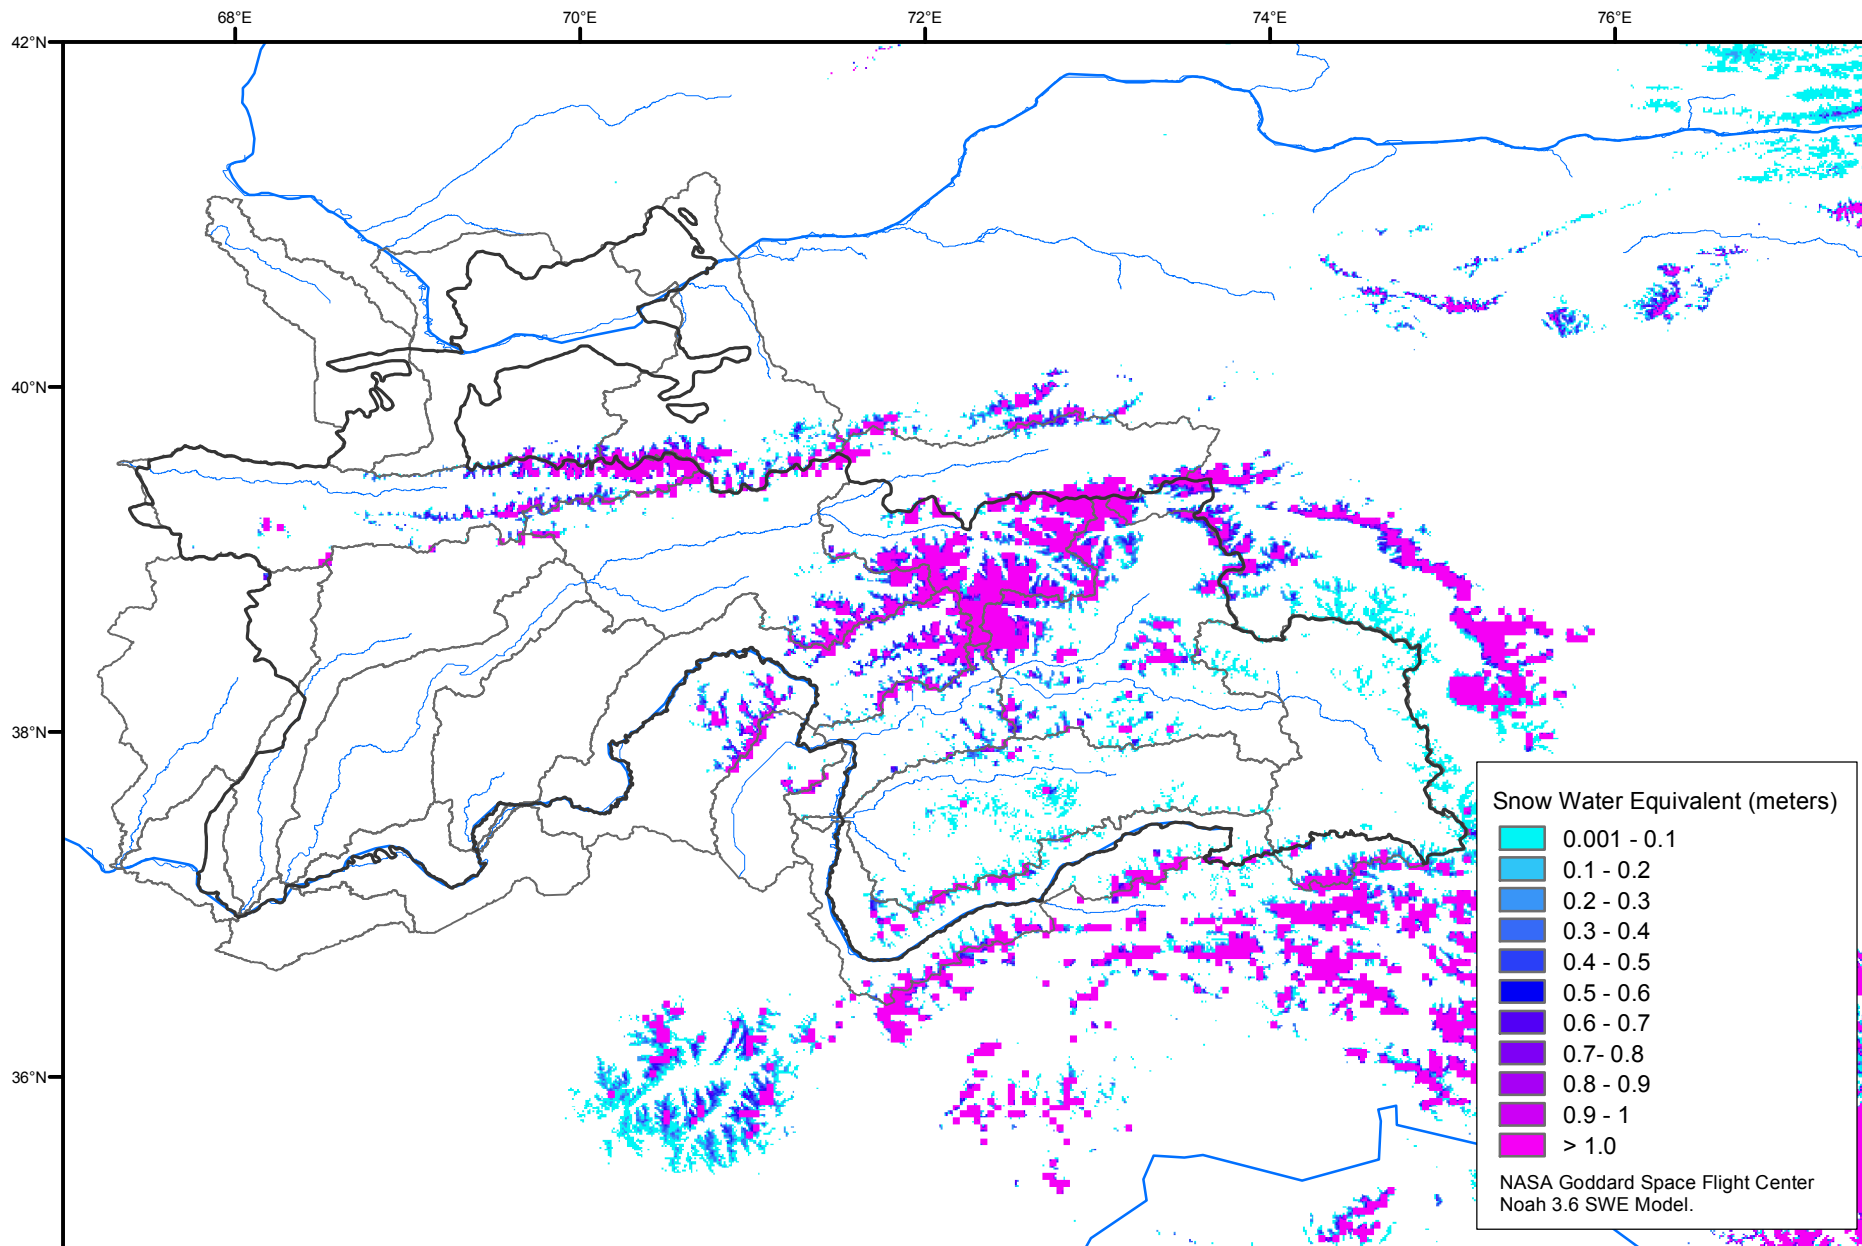 68°E 70°E 72°E 74°E 76°E
42°N
40°N
38°N
36°N
Snow Water Equivalent (meters)
0.001 - 0.1
0.1 - 0.2
0.2 - 0.3
0.3 - 0.4
0.4 - 0.5
0.5 - 0.6
0.6 - 0.7
0.7- 0.8
0.8 - 0.9
0.9 - 1
> 1.0
NASA Goddard Space Flight Center
Noah 3.6 SWE Model.